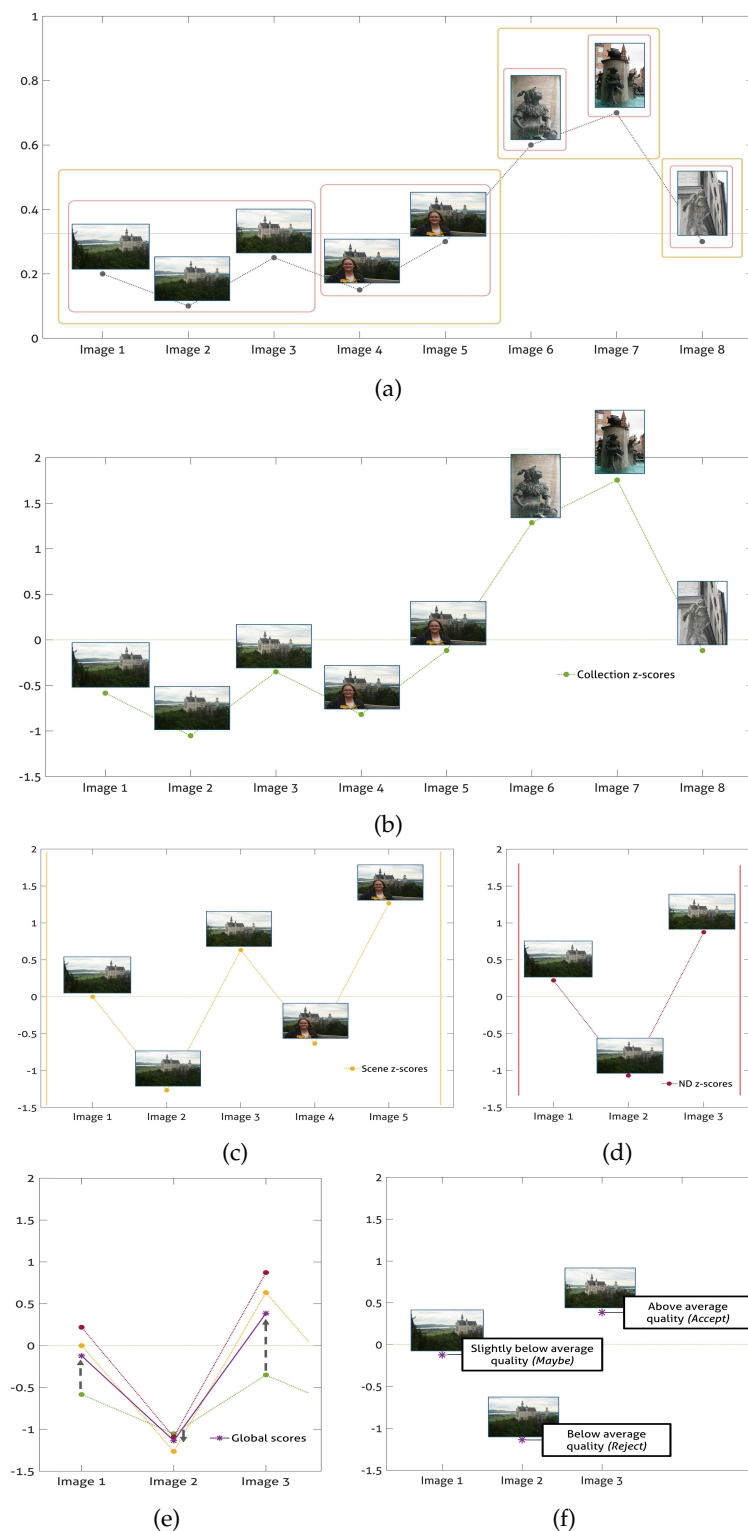 1
0.8
0.6
0.4
0.2
0
Image 1 Image 2 Image 3 Image 4 Image 5 Image 6 Image 7 Image 8
(a)
2
1.5
1
0.5
0
-0.5
-1
-1.5
Collection z-scores
Image 1 Image 2 Image 3 Image 4 Image 5 Image 6 Image 7 Image 8
(b)
2
1.5
1
0.5
0
-0.5
-1
-1.5
Scene z-scores
Image 1 Image 2 Image 3 Image 4 Image 5
(c)
2
1.5
1
0.5
0
-0.5
-1
-1.5
ND z-scores
Image 1 Image 2 Image 3
(d)
2
1.5
1
0.5
0
-0.5
-1
-1.5
Global scores
Image 1 Image 2 Image 3
(e)
2
1.5
1
0.5
0
-0.5
-1
-1.5
Above average
quality (Accept)
Slightly below average
quality (Maybe)
Below average
quality (Reject)
Image 1 Image 2 Image 3
(f)